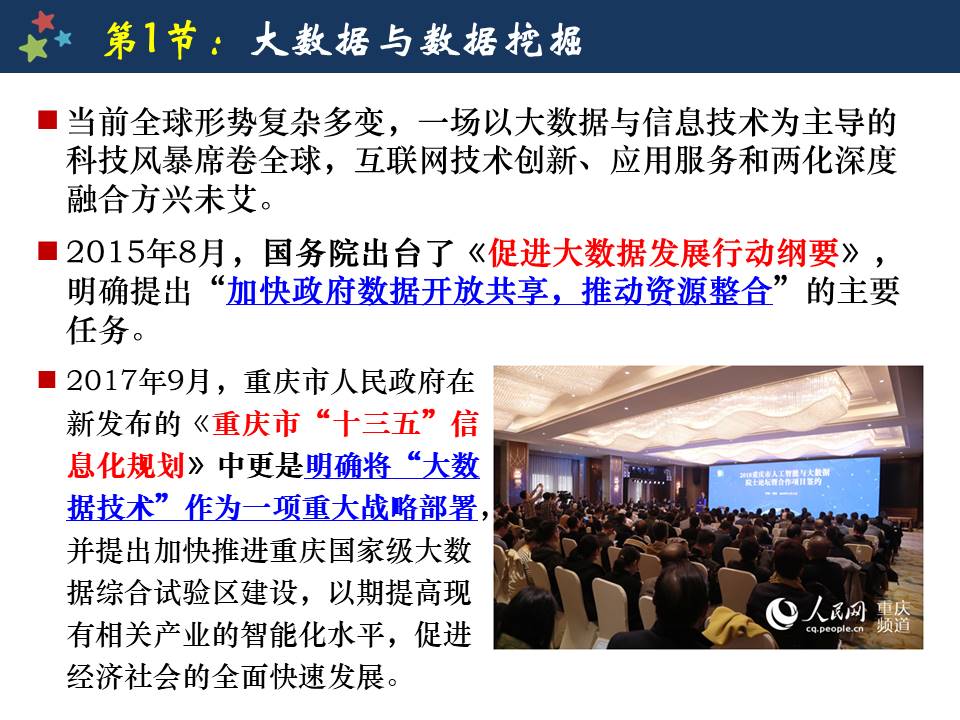 第1节：大数据与数据挖掘
当前全球形势复杂多变，一场以大数据与信息技术为主导的
科技风暴席卷全球，互联网技术创新、应用服务和两化深度
融合方兴未艾。
2015年8月，国务院出台了《促进大数据发展行动纲要》，
明确提出“加快政府数据开放共享，推动资源整合”的主要
任务。
2017年9月，重庆市人民政府在
新发布的《重庆市“十三五”信
息化规划》中更是明确将“大数
据技术”作为一项重大战略部署，
并提出加快推进重庆国家级大数
据综合试验区建设，以期提高现
有相关产业的智能化水平，促进
经济社会的全面快速发展。
2018重庆市人工智能与大数据
院士论坛暨合作项目签约
人民网 重庆
cq.people.cn 频道